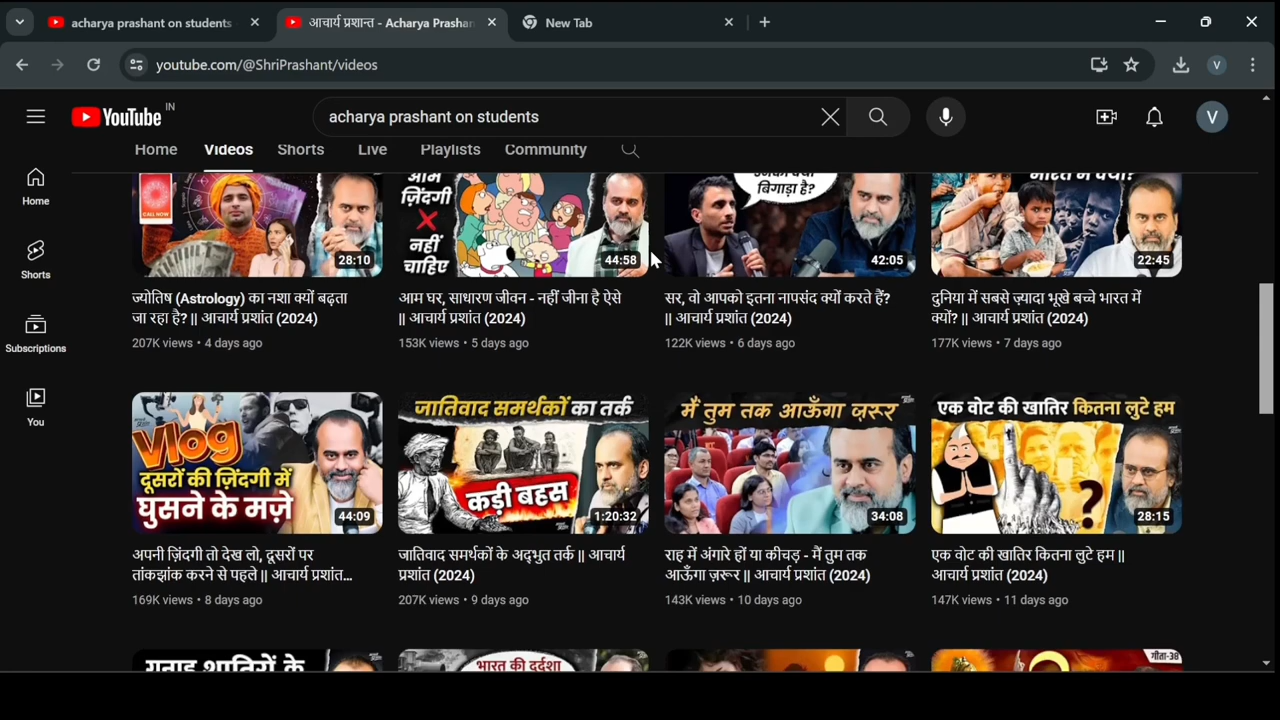 acharya prashant on students
आचार्य प्रशान्त - Acharya Prashan
New Tab
youtube.com/@ShriPrashant/videos
V
YouTube IN
acharya prashant on students
V
Home Videos Shorts Live Playlists Community
Home
Shorts
Subscriptions
You
CALL NOW
28:10
ज्योतिष (Astrology) का नशा क्यों बढ़ता
जा रहा है? || आचार्य प्रशांत (2024)
207K views • 4 days ago
आम
ज़िंदगी
नहीं
चाहिए
44:58
आम घर, साधारण जीवन - नहीं जीना है ऐसे
|| आचार्य प्रशांत (2024)
153K views • 5 days ago
बिगाड़ा है?
42:05
सर, वो आपको इतना नापसंद क्यों करते हैं?
|| आचार्य प्रशांत (2024)
122K views • 6 days ago
भारत में क्यों?
22:45
दुनिया में सबसे ज़्यादा भूखे बच्चे भारत में
क्यों? || आचार्य प्रशांत (2024)
177K views • 7 days ago
Vlog
दूसरों की ज़िंदगी में
घुसने के मज़े
44:09
अपनी ज़िंदगी तो देख लो, दूसरों पर
तांकझांक करने से पहले || आचार्य प्रशांत...
169K views • 8 days ago
जातिवाद समर्थकों का तर्क
कड़ी बहस
1:20:32
जातिवाद समर्थकों के अद्भुत तर्क || आचार्य
प्रशांत (2024)
207K views • 9 days ago
मैं तुम तक आऊँगा ज़रूर
34:08
राह में अंगारे हों या कीचड़ - मैं तुम तक
आऊँगा ज़रूर || आचार्य प्रशांत (2024)
143K views • 10 days ago
एक वोट की खातिर कितना लुटे हम
?
28:15
एक वोट की खातिर कितना लुटे हम ||
आचार्य प्रशांत (2024)
147K views • 11 days ago
भारत की दुर्दशा
गीता-38